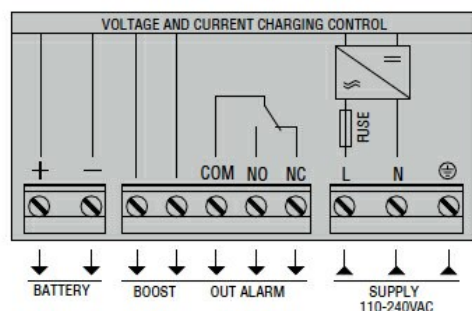 VOLTAGE AND CURRENT CHARGING CONTROL
FUSE
+ − COM NO NC L N
BATTERY BOOST OUT ALARM SUPPLY
110-240VAC